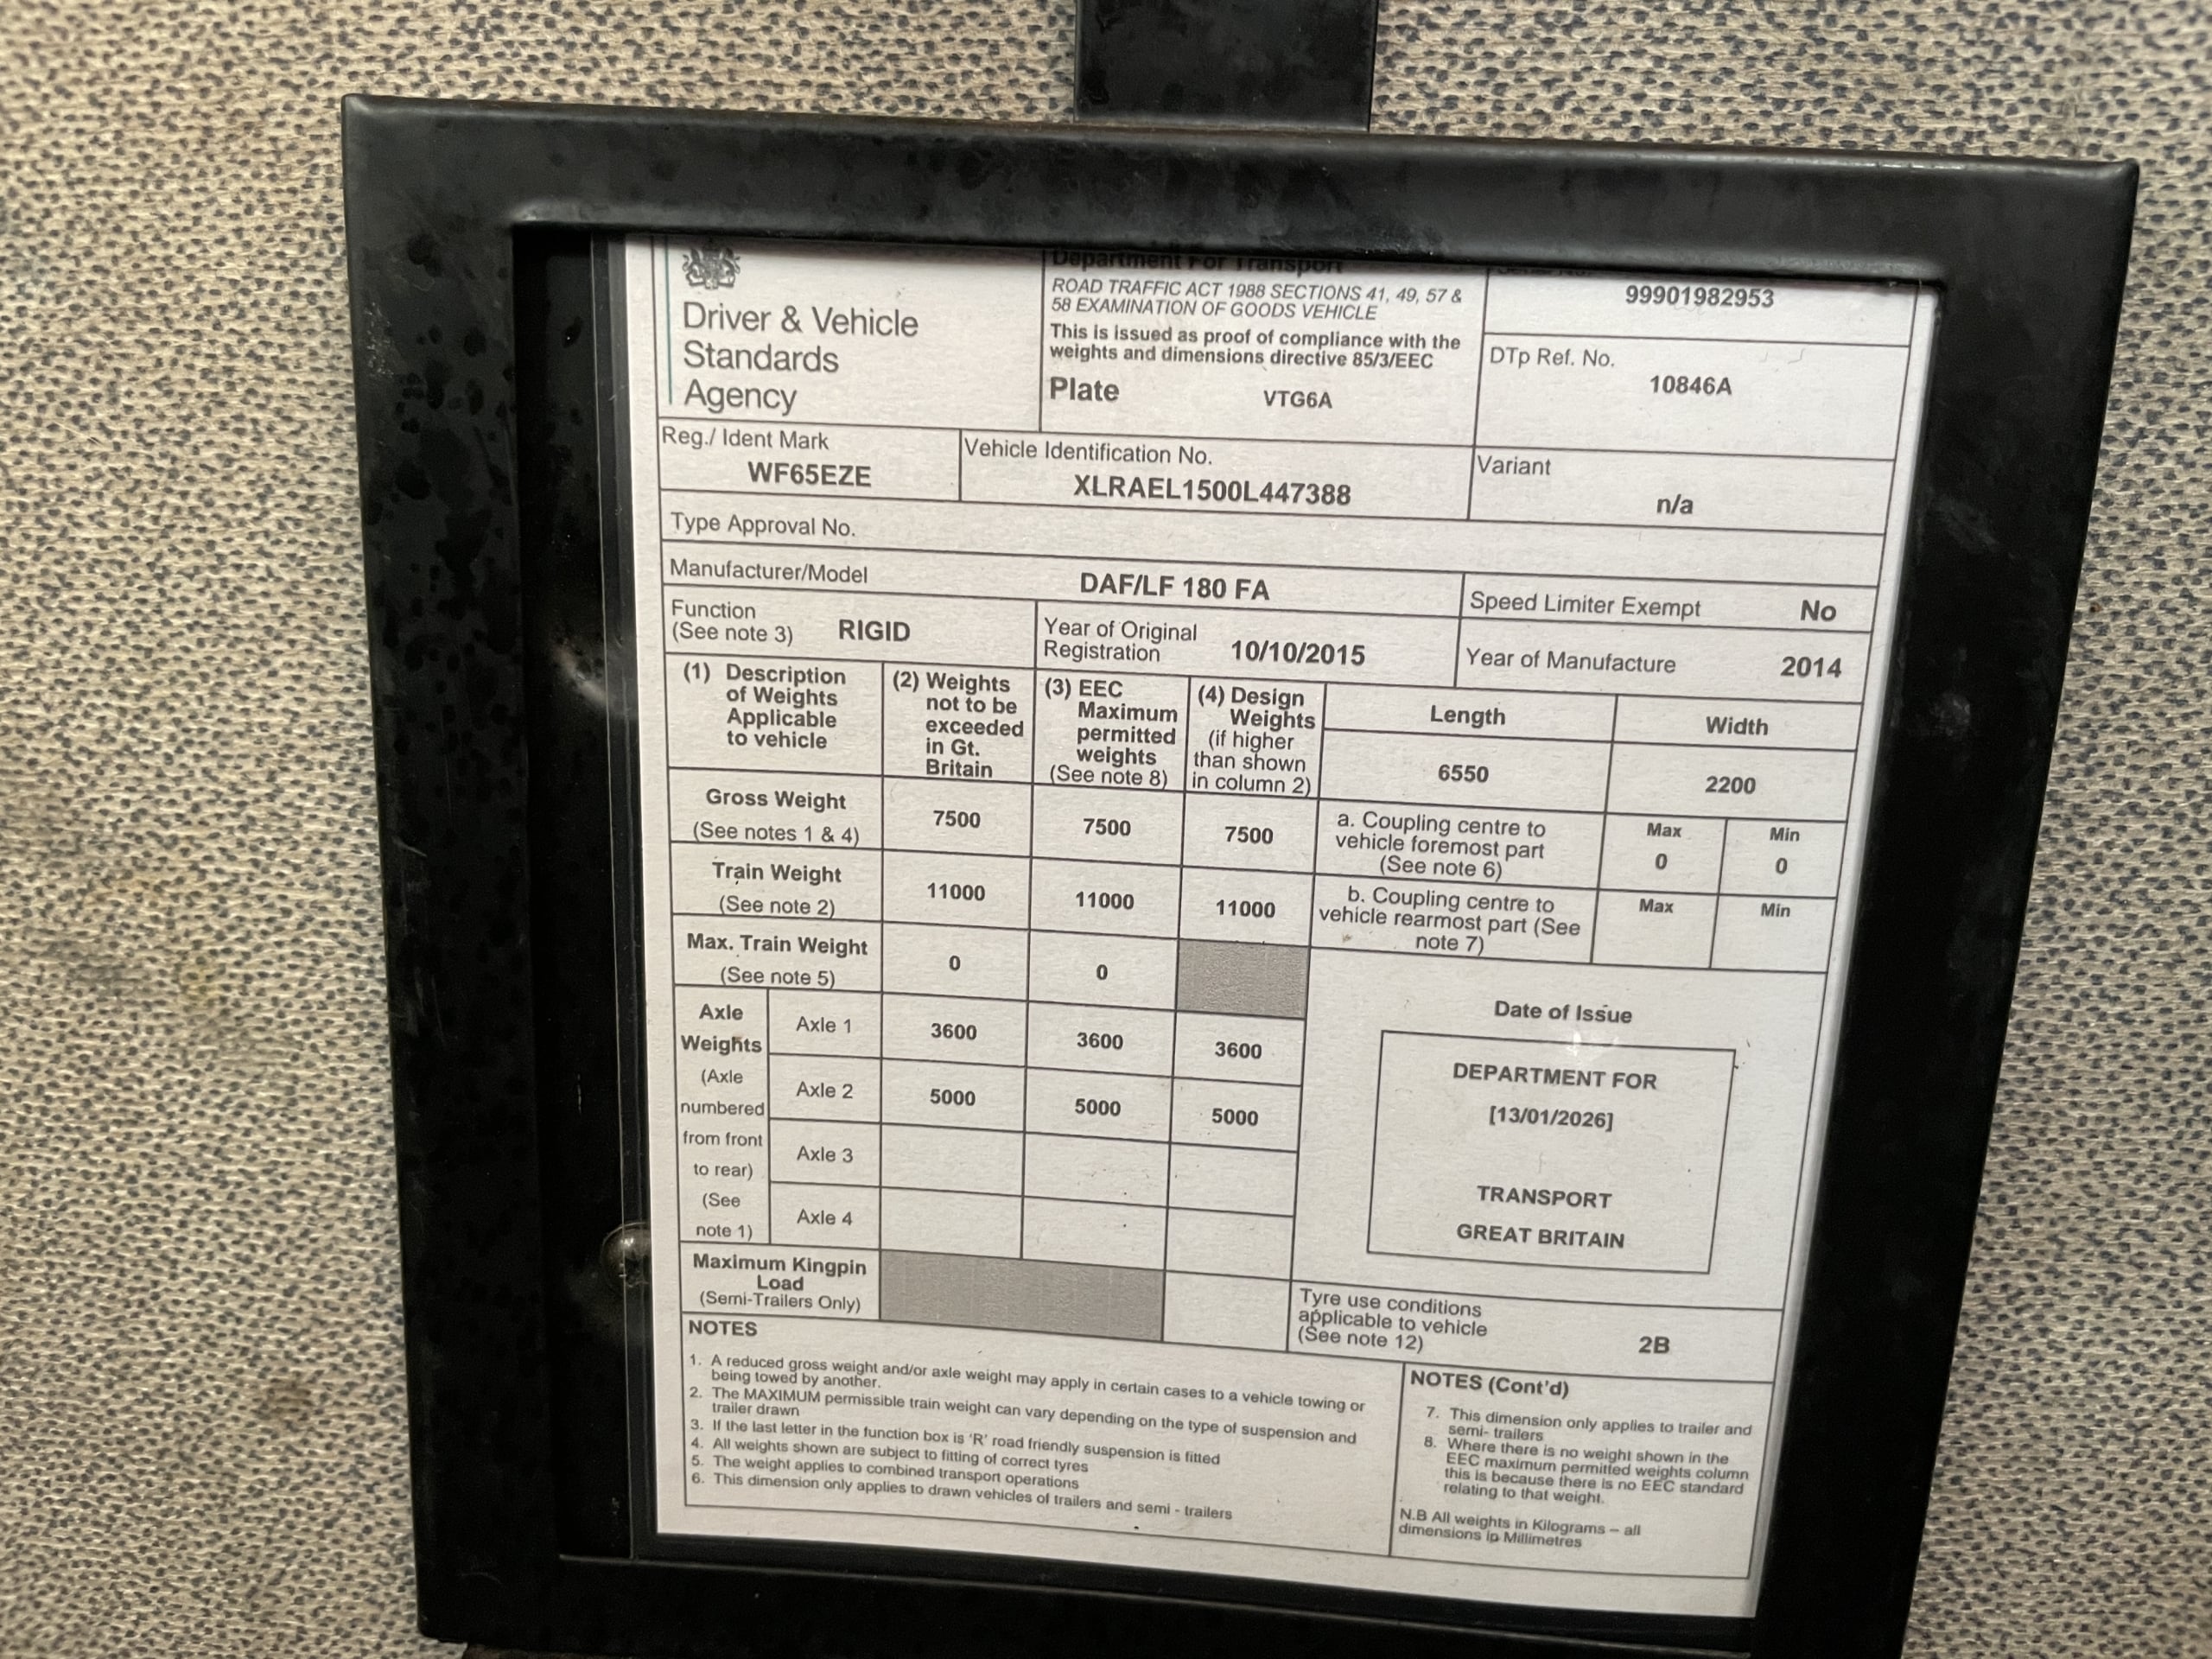 Driver & Vehicle
Standards
Agency
Department For Transport
ROAD TRAFFIC ACT 1988 SECTIONS 41, 49, 57 &
58 EXAMINATION OF GOODS VEHICLE
This is issued as proof of compliance with the
weights and dimensions directive 85/3/EEC
Plate VTG6A
99901982953
DTp Ref. No.
10846A
Reg./ Ident Mark
WF65EZE
Vehicle Identification No.
XLRAEL1500L447388
Variant
n/a
Type Approval No.
Manufacturer/Model DAF/LF 180 FA
Speed Limiter Exempt No
Function
(See note 3) RIGID
Year of Original
Registration 10/10/2015
Year of Manufacture 2014
(1) Description
of Weights
Applicable
to vehicle
(2) Weights
not to be
exceeded
in Gt.
Britain
(3) EEC
Maximum
permitted
weights
(See note 8)
(4) Design
Weights
(if higher
than shown
in column 2)
Length
6550
Width
2200
Gross Weight
(See notes 1 & 4)
7500 7500 7500
a. Coupling centre to
vehicle foremost part
(See note 6)
Max
0
Min
0
Train Weight
(See note 2)
11000 11000 11000
b. Coupling centre to
vehicle rearmost part (See
note 7)
Max
Min
Max. Train Weight
(See note 5)
0 0
Axle
Weights
(Axle
numbered
from front
to rear)
(See
note 1)
Axle 1 3600 3600 3600
Axle 2 5000 5000 5000
Axle 3
Axle 4
Date of Issue
DEPARTMENT FOR
[13/01/2026]
TRANSPORT
GREAT BRITAIN
Maximum Kingpin
Load
(Semi-Trailers Only)
Tyre use conditions
applicable to vehicle
(See note 12)
2B
NOTES
1. A reduced gross weight and/or axle weight may apply in certain cases to a vehicle towing or
being towed by another.
2. The MAXIMUM permissible train weight can vary depending on the type of suspension and
trailer drawn
3. If the last letter in the function box is 'R' road friendly suspension is fitted
4. All weights shown are subject to fitting of correct tyres
5. The weight applies to combined transport operations
6. This dimension only applies to drawn vehicles of trailers and semi - trailers
NOTES (Cont'd)
7. This dimension only applies to trailer and
semi- trailers
8. Where there is no weight shown in the
EEC maximum permitted weights column
this is because there is no EEC standard
relating to that weight.
N.B All weights in Kilograms – all
dimensions in Millimetres